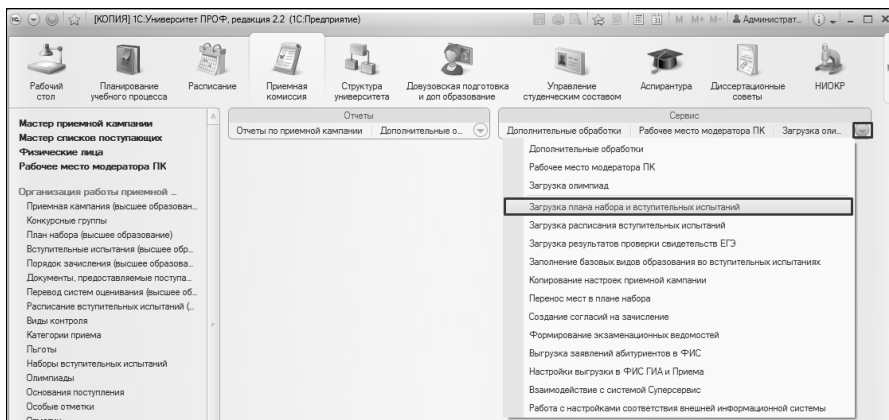 [КОПИЯ] 1С:Университет ПРОФ, редакция 2.2 (1С:Предприятие)
M M+ M- Администрат...
Рабочий стол
Планирование учебного процесса
Расписание
Приемная комиссия
Структура университета
Довузовская подготовка и доп образование
Управление студенческим составом
Аспирантура
Диссертационные советы
НИОКР
Мастер приемной кампании
Мастер списков поступающих
Физические лица
Рабочее место модератора ПК
Организация работы приемной ...
Приемная кампания (высшее образован...
Конкурсные группы
План набора (высшее образование)
Вступительные испытания (высшее обр...
Порядок зачисления (высшее образова...
Документы, предоставляемые поступа...
Перевод систем оценивания (высшее об...
Расписание вступительных испытаний (...
Виды контроля
Категории приема
Льготы
Наборы вступительных испытаний
Олимпиады
Основания поступления
Особые отметки
Отчеты
Отчеты по приемной кампании
Дополнительные о...
Сервис
Дополнительные обработки
Рабочее место модератора ПК
Загрузка оли...
Дополнительные обработки
Рабочее место модератора ПК
Загрузка олимпиад
Загрузка плана набора и вступительных испытаний
Загрузка расписания вступительных испытаний
Загрузка результатов проверки свидетельств ЕГЭ
Заполнение базовых видов образования во вступительных испытаниях
Копирование настроек приемной кампании
Перенос мест в плане набора
Создание согласий на зачисление
Формирование экзаменационных ведомостей
Выгрузка заявлений абитуриентов в ФИС
Настройки выгрузки в ФИС ГИА и Приема
Взаимодействие с системой Суперсервис
Работа с настройками соответствия внешней информационной системы